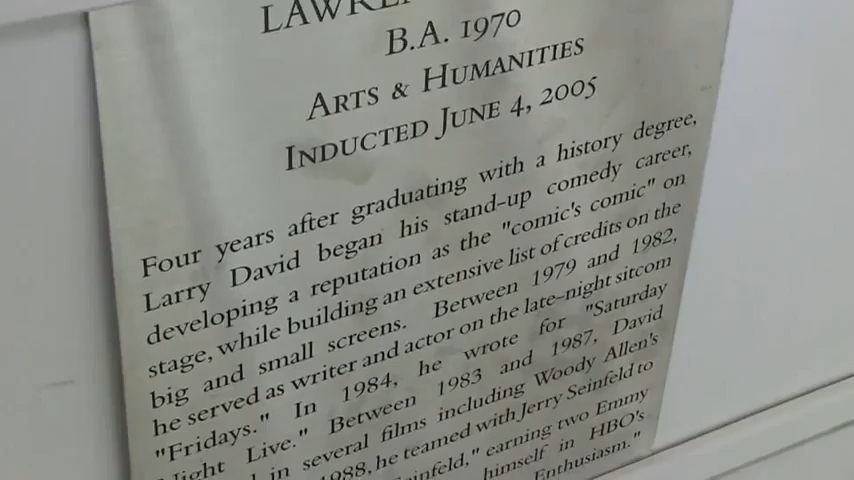 B.A. 1970
ARTS & HUMANITIES
INDUCTED JUNE 4, 2005
Four years after graduating with a history degree,
Larry David began his stand-up comedy career,
developing a reputation as the "comic's comic" on
stage, while building an extensive list of credits on the
big and small screens. Between 1979 and 1982,
he served as writer and actor on the late-night sitcom
"Fridays." In 1984, he wrote for "Saturday
Night Live." Between 1983 and 1987, David
in several films including Woody Allen's
1988, he teamed with Jerry Seinfeld to
earning two Emmy
himself in HBO's
Enthusiasm."